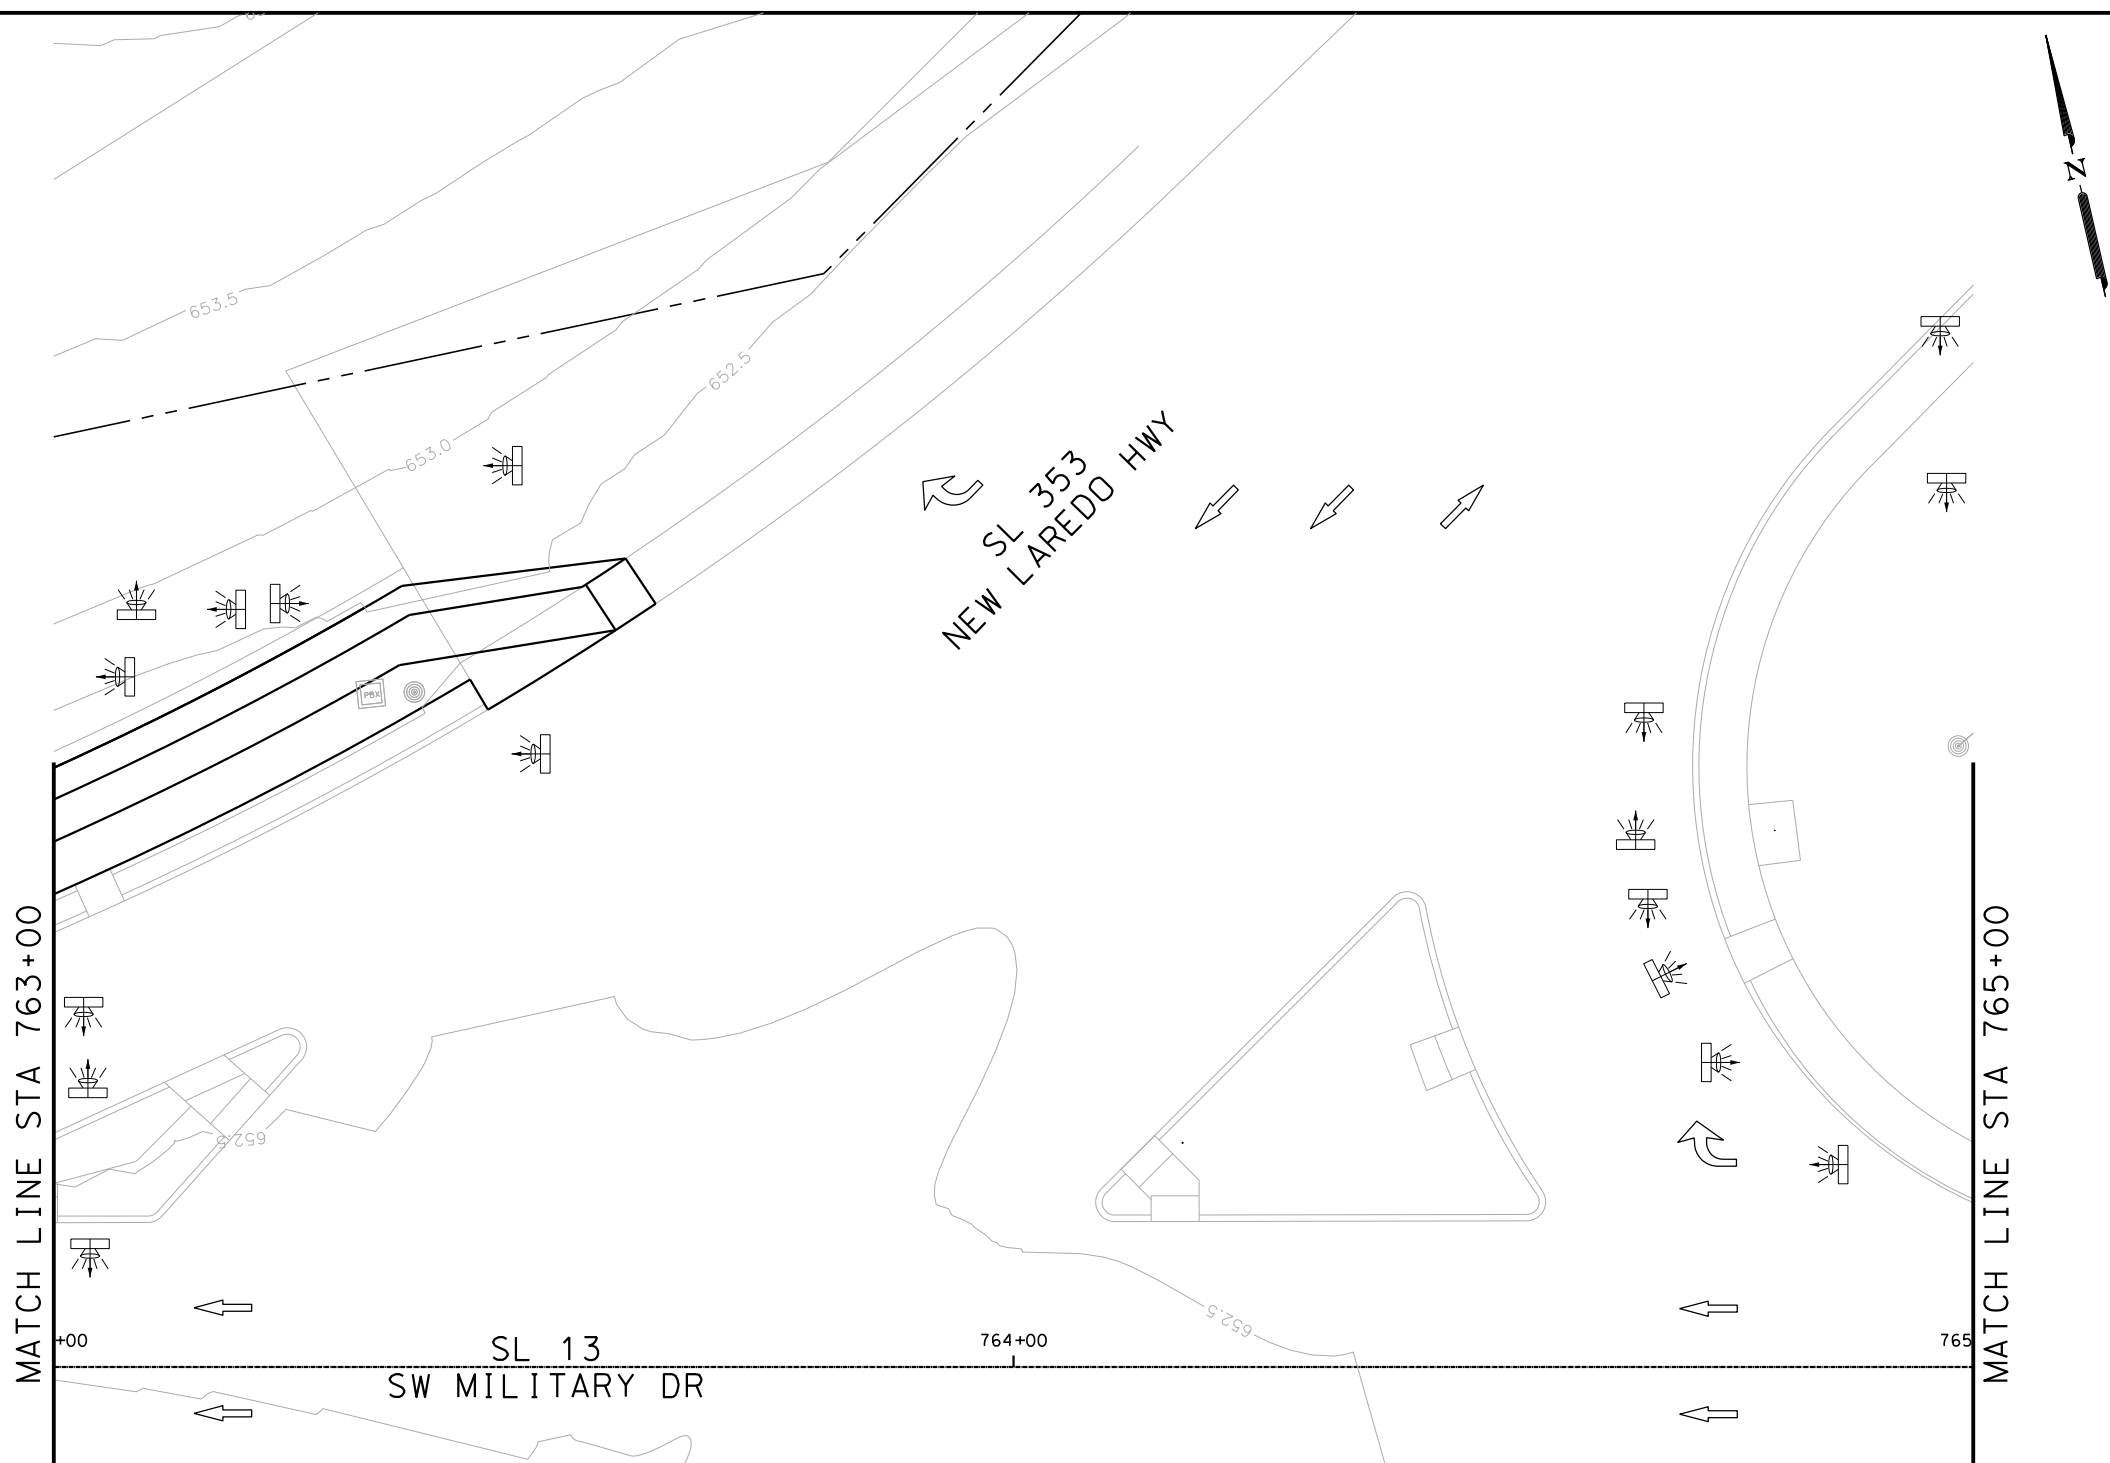 N
653.5
652.5
653.0
SL 353
NEW LAREDO HWY
PBX
MATCH LINE STA 763+00
MATCH LINE STA 765+00
652.5
652.5
+00
SL 13
764+00
765
SW MILITARY DR